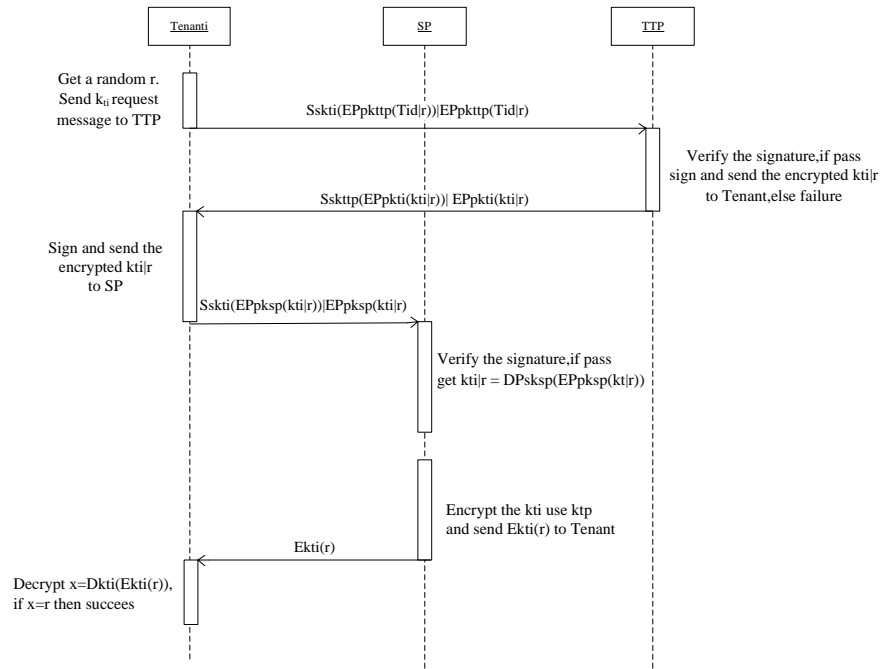 Tenanti
SP
TTP
Get a random r.
Send kti request
message to TTP
Sskti(EPpkttp(Tid|r))|EPpkttp(Tid|r)
Verify the signature,if pass
sign and send the encrypted kti|r
to Tenant,else failure
Sskttp(EPpkti(kti|r))| EPpkti(kti|r)
Sign and send the
encrypted kti|r
to SP
Sskti(EPpksp(kti|r))|EPpksp(kti|r)
Verify the signature,if pass
get kti|r = DPsksp(EPpksp(kt|r))
Encrypt the kti use ktp
and send Ekti(r) to Tenant
Ekti(r)
Decrypt x=Dkti(Ekti(r)),
if x=r then succees